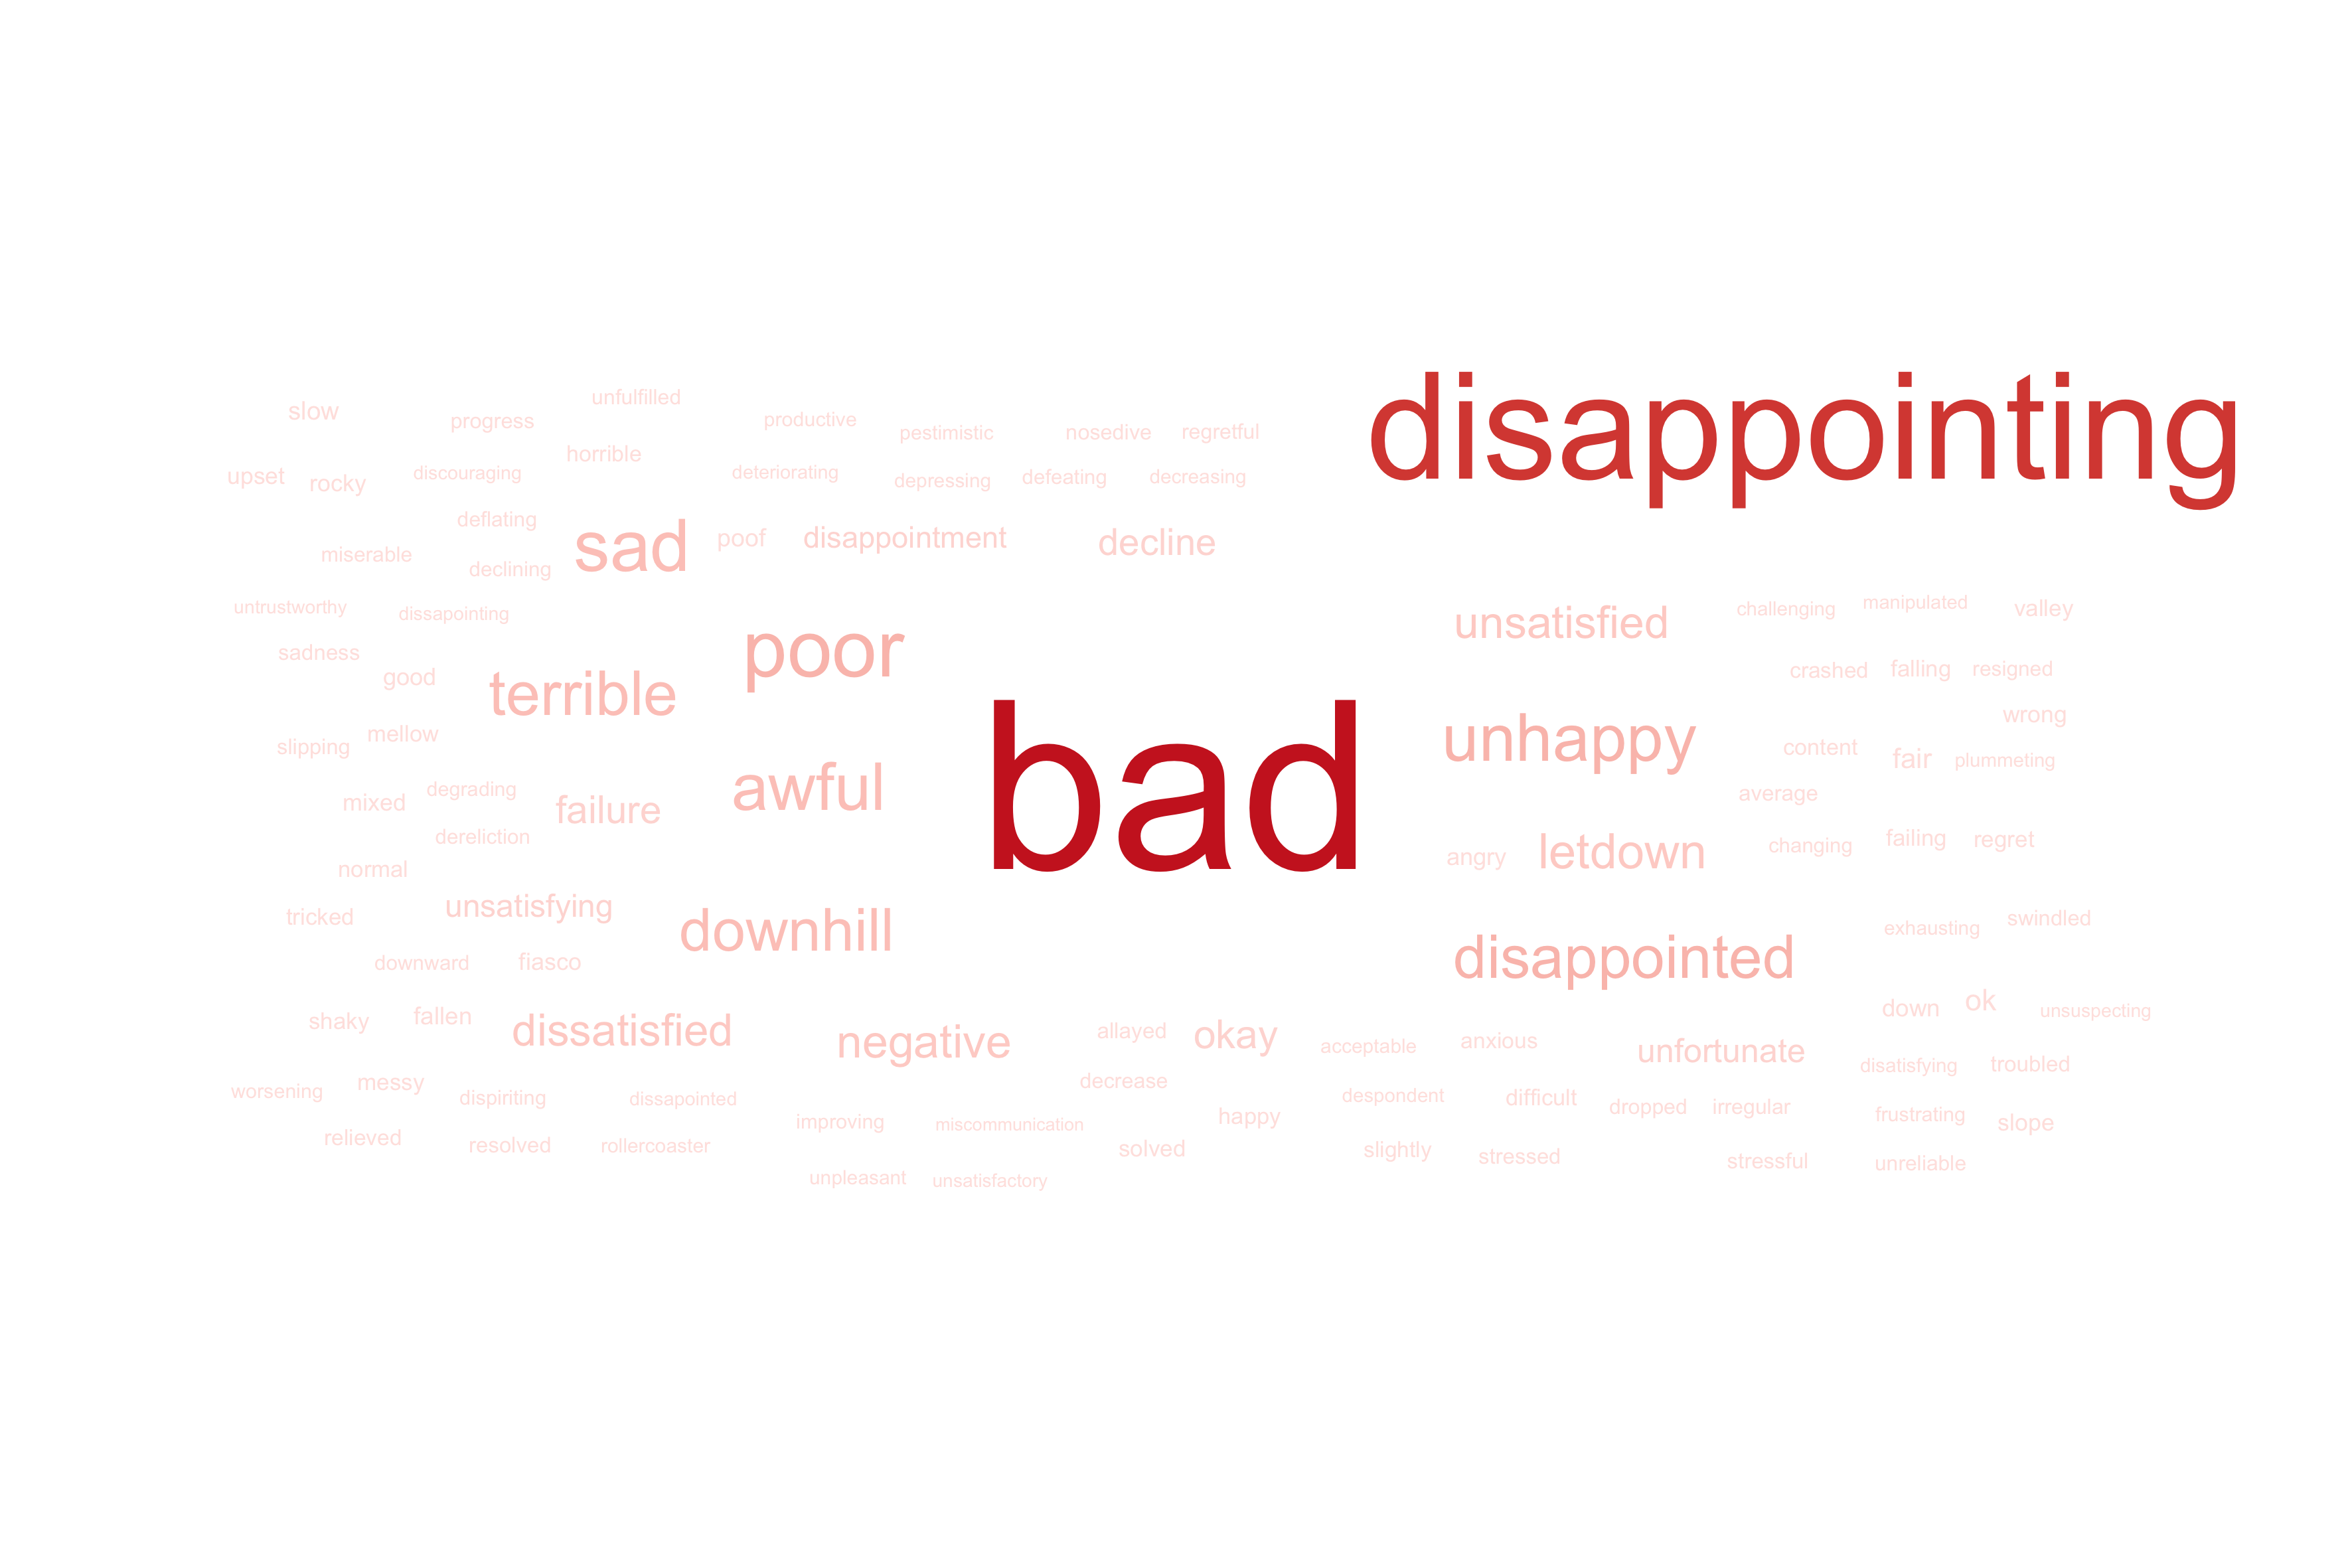 disappointing
unfulfilled
slow
progress
productive
pestimistic
nosedive
regretful
horrible
upset
rocky
discouraging
deteriorating
depressing
defeating
decreasing
deflating
sad
poof
disappointment
decline
miserable
declining
untrustworthy
dissapointing
poor
unsatisfied
challenging
manipulated
valley
sadness
good
terrible
crashed
falling
resigned
slipping
mellow
bad
unhappy
content
fair
plummeting
wrong
mixed
degrading
failure
awful
average
dereliction
normal
angry
letdown
changing
failing
regret
tricked
unsatisfying
downhill
disappointed
exhausting
swindled
downward
fiasco
shaky
fallen
dissatisfied
negative
allayed
okay
acceptable
anxious
unfortunate
down
ok
unsuspecting
disatisfying
troubled
worsening
messy
dispiriting
dissapointed
decrease
despondent
difficult
dropped
irregular
frustrating
slope
improving
miscommunication
happy
relieved
resolved
rollercoaster
solved
slightly
stressed
stressful
unreliable
unpleasant
unsatisfactory